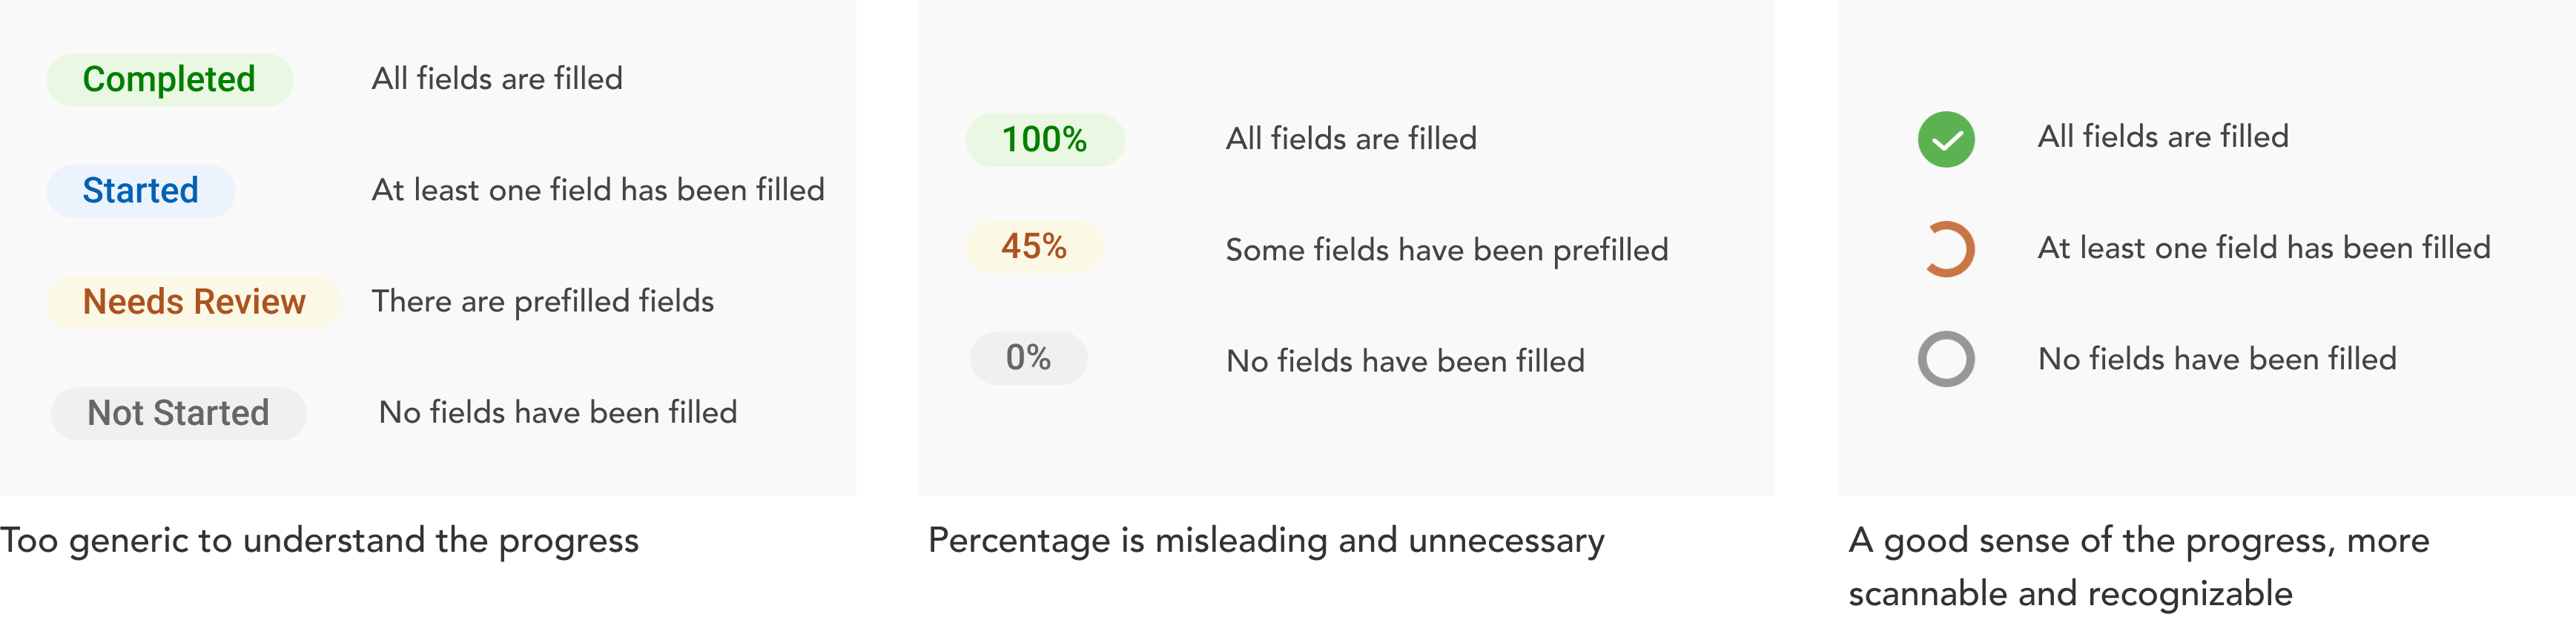 Completed All fields are filled
Started At least one field has been filled
Needs Review There are prefilled fields
Not Started No fields have been filled
Too generic to understand the progress
100% All fields are filled
45% Some fields have been prefilled
0% No fields have been filled
Percentage is misleading and unnecessary
All fields are filled
At least one field has been filled
No fields have been filled
A good sense of the progress, more
scannable and recognizable